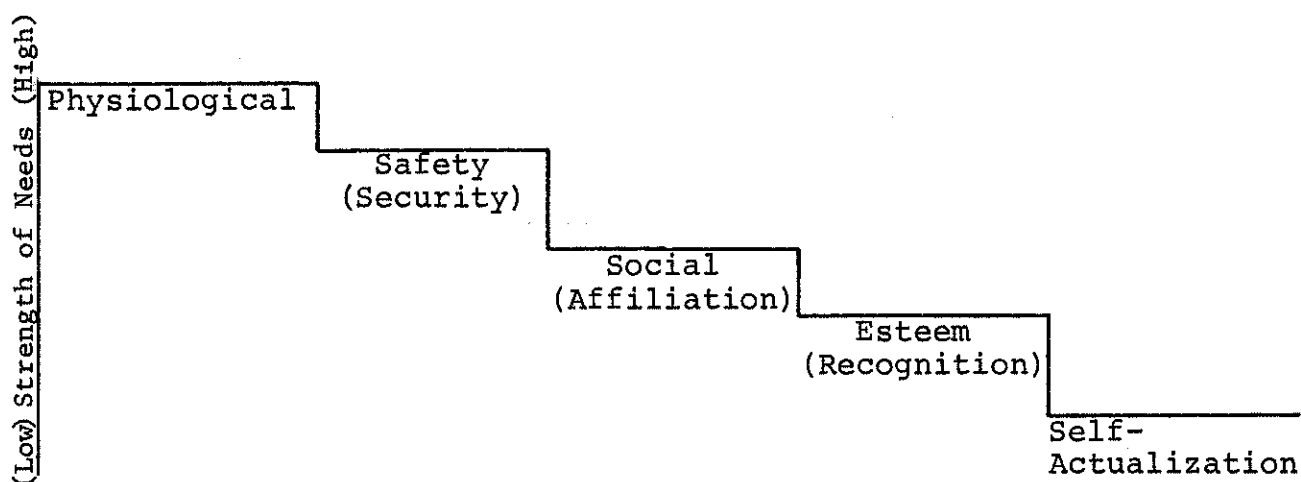 (Low) Strength of Needs (High)
Physiological
Safety
(Security)
Social
(Affiliation)
Esteem
(Recognition)
Self-
Actualization